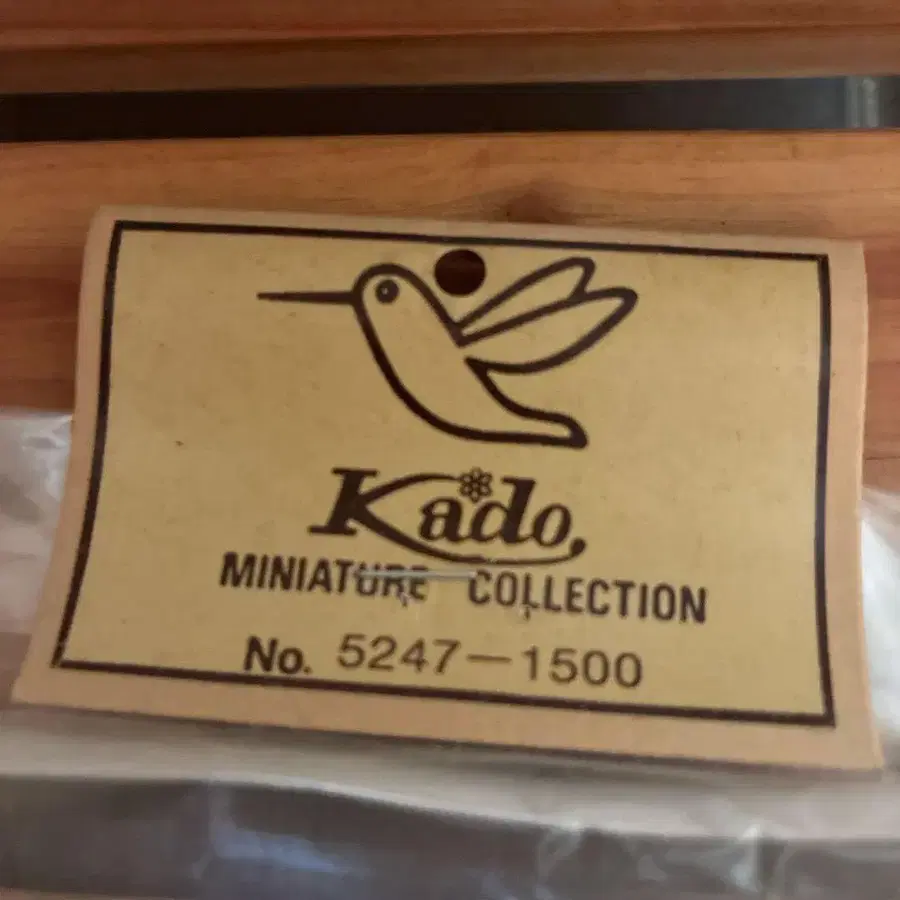 Kado
MINIATURE COLLECTION
No. 5247-1500